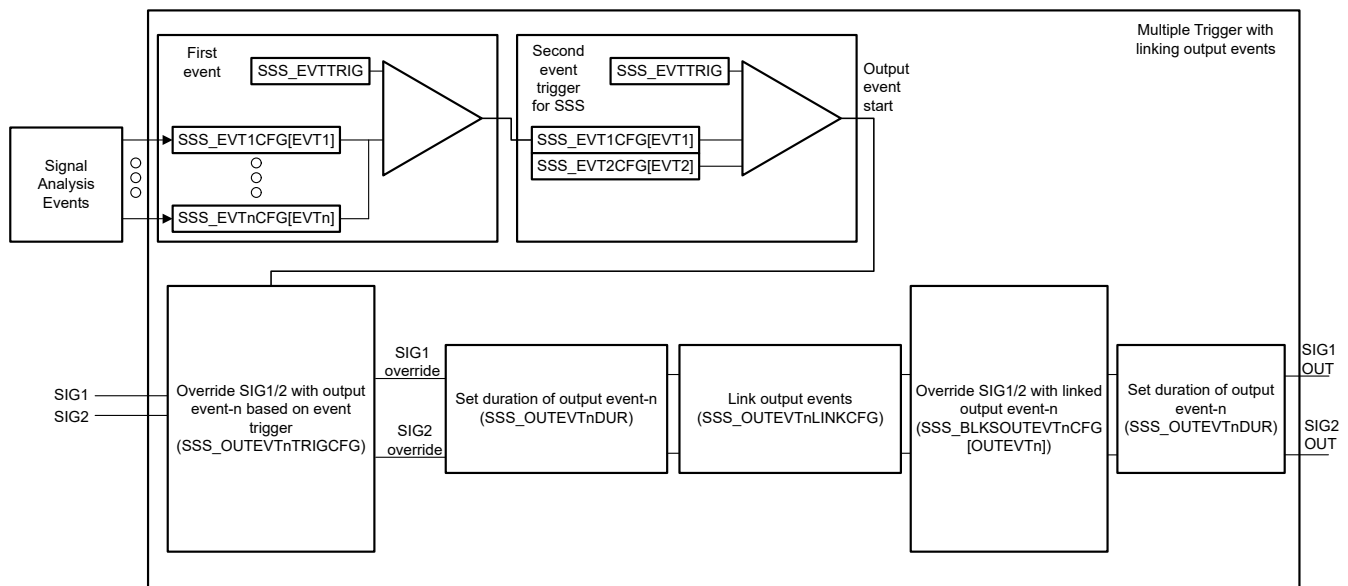 Multiple Trigger with
linking output events
First
event
SSS_EVTTRIG
SSS_EVT1CFG[EVT1]
SSS_EVTnCFG[EVTn]
Second
event
trigger
for SSS
SSS_EVTTRIG
SSS_EVT1CFG[EVT1]
SSS_EVT2CFG[EVT2]
Output
event
start
Signal
Analysis
Events
SIG1
SIG2
Override SIG1/2 with output
event-n based on event
trigger
(SSS_OUTEVTnTRIGCFG)
SIG1
override
SIG2
override
Set duration of output event-n
(SSS_OUTEVTnDUR)
Link output events
(SSS_OUTEVTnLINKCFG)
Override SIG1/2 with linked
output event-n
(SSS_BLKSOUTEVTnCFG
[OUTEVTn])
Set duration of output
event-n
(SSS_OUTEVTnDUR)
SIG1
OUT
SIG2
OUT